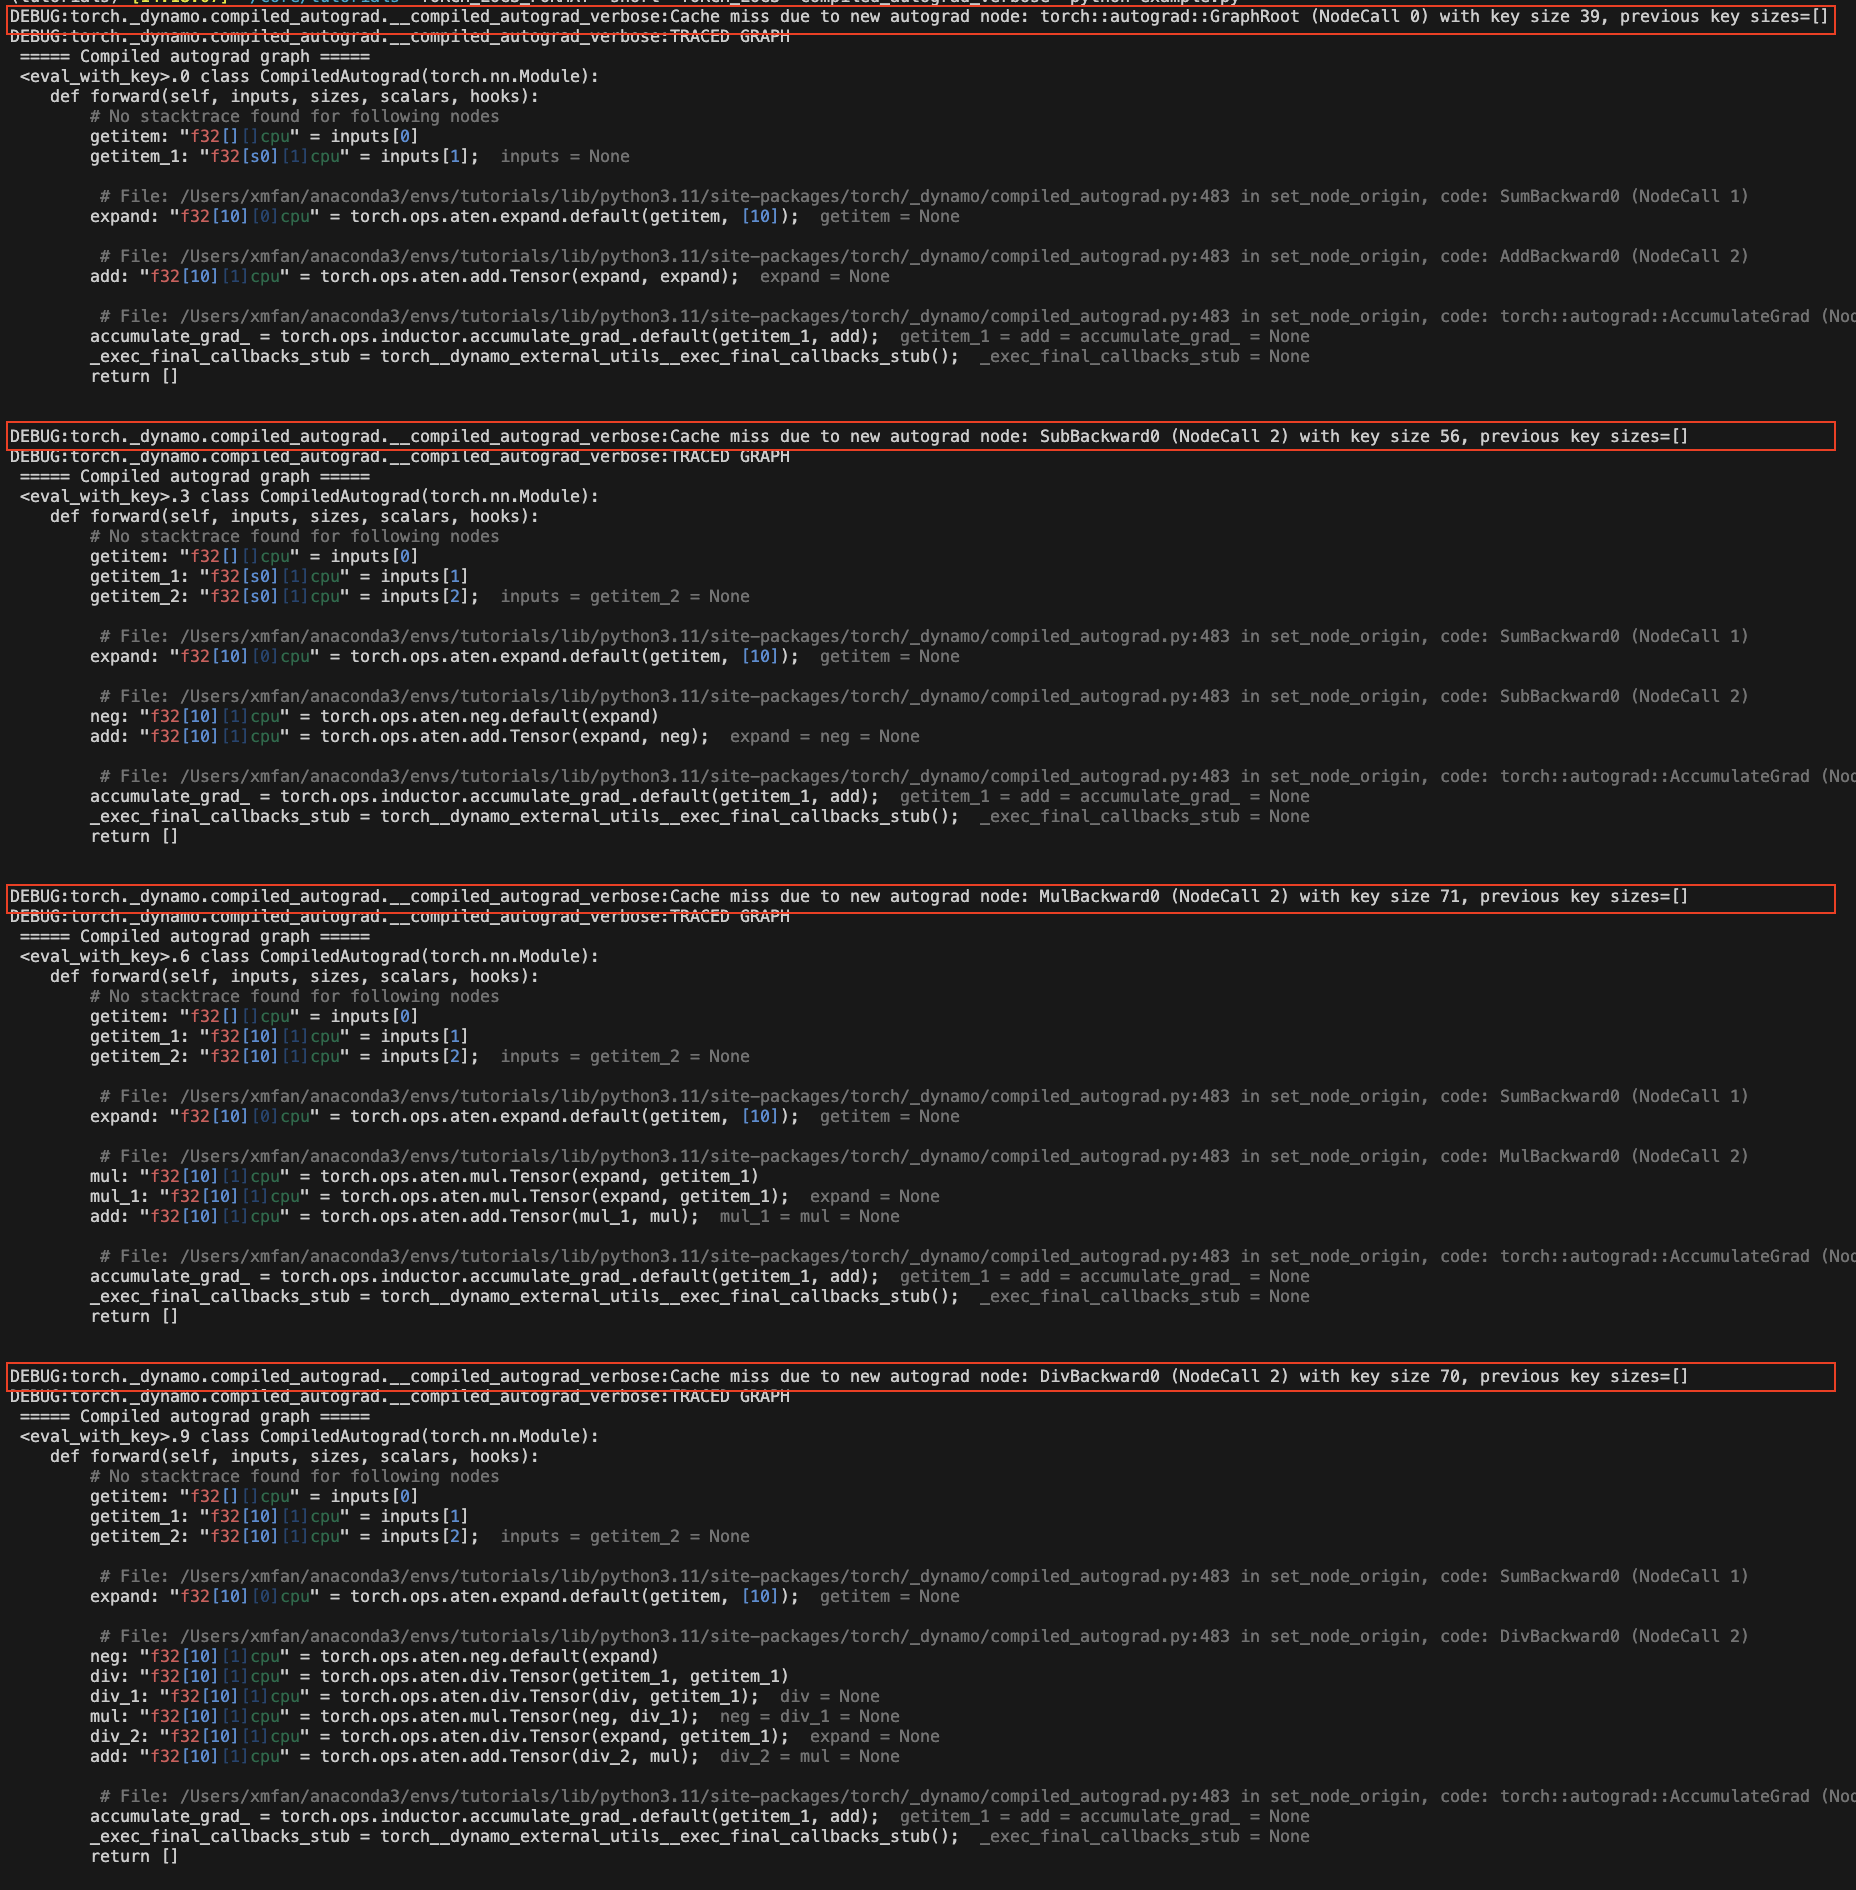 DEBUG:torch._dynamo.compiled_autograd.__compiled_autograd_verbose:Cache miss due to new autograd node: torch::autograd::GraphRoot (NodeCall 0) with key size 39, previous key sizes=[]
DEBUG:torch._dynamo.compiled_autograd.__compiled_autograd_verbose:TRACED GRAPH
===== Compiled autograd graph =====
<eval_with_key>.0 class CompiledAutograd(torch.nn.Module):
def forward(self, inputs, sizes, scalars, hooks):
# No stacktrace found for following nodes
getitem: "f32[][]cpu" = inputs[0]
getitem_1: "f32[s0][1]cpu" = inputs[1];  inputs = None
# File: /Users/xmfan/anaconda3/envs/tutorials/lib/python3.11/site-packages/torch/_dynamo/compiled_autograd.py:483 in set_node_origin, code: SumBackward0 (NodeCall 1)
expand: "f32[10][0]cpu" = torch.ops.aten.expand.default(getitem, [10]);  getitem = None
# File: /Users/xmfan/anaconda3/envs/tutorials/lib/python3.11/site-packages/torch/_dynamo/compiled_autograd.py:483 in set_node_origin, code: AddBackward0 (NodeCall 2)
add: "f32[10][1]cpu" = torch.ops.aten.add.Tensor(expand, expand);  expand = None
# File: /Users/xmfan/anaconda3/envs/tutorials/lib/python3.11/site-packages/torch/_dynamo/compiled_autograd.py:483 in set_node_origin, code: torch::autograd::AccumulateGrad (Nod
accumulate_grad_ = torch.ops.inductor.accumulate_grad_.default(getitem_1, add);  getitem_1 = add = accumulate_grad_ = None
_exec_final_callbacks_stub = torch__dynamo_external_utils__exec_final_callbacks_stub();  _exec_final_callbacks_stub = None
return []
DEBUG:torch._dynamo.compiled_autograd.__compiled_autograd_verbose:Cache miss due to new autograd node: SubBackward0 (NodeCall 2) with key size 56, previous key sizes=[]
DEBUG:torch._dynamo.compiled_autograd.__compiled_autograd_verbose:TRACED GRAPH
===== Compiled autograd graph =====
<eval_with_key>.3 class CompiledAutograd(torch.nn.Module):
def forward(self, inputs, sizes, scalars, hooks):
# No stacktrace found for following nodes
getitem: "f32[][]cpu" = inputs[0]
getitem_1: "f32[s0][1]cpu" = inputs[1]
getitem_2: "f32[s0][1]cpu" = inputs[2];  inputs = getitem_2 = None
# File: /Users/xmfan/anaconda3/envs/tutorials/lib/python3.11/site-packages/torch/_dynamo/compiled_autograd.py:483 in set_node_origin, code: SumBackward0 (NodeCall 1)
expand: "f32[10][0]cpu" = torch.ops.aten.expand.default(getitem, [10]);  getitem = None
# File: /Users/xmfan/anaconda3/envs/tutorials/lib/python3.11/site-packages/torch/_dynamo/compiled_autograd.py:483 in set_node_origin, code: SubBackward0 (NodeCall 2)
neg: "f32[10][1]cpu" = torch.ops.aten.neg.default(expand)
add: "f32[10][1]cpu" = torch.ops.aten.add.Tensor(expand, neg);  expand = neg = None
# File: /Users/xmfan/anaconda3/envs/tutorials/lib/python3.11/site-packages/torch/_dynamo/compiled_autograd.py:483 in set_node_origin, code: torch::autograd::AccumulateGrad (Nod
accumulate_grad_ = torch.ops.inductor.accumulate_grad_.default(getitem_1, add);  getitem_1 = add = accumulate_grad_ = None
_exec_final_callbacks_stub = torch__dynamo_external_utils__exec_final_callbacks_stub();  _exec_final_callbacks_stub = None
return []
DEBUG:torch._dynamo.compiled_autograd.__compiled_autograd_verbose:Cache miss due to new autograd node: MulBackward0 (NodeCall 2) with key size 71, previous key sizes=[]
DEBUG:torch._dynamo.compiled_autograd.__compiled_autograd_verbose:TRACED GRAPH
===== Compiled autograd graph =====
<eval_with_key>.6 class CompiledAutograd(torch.nn.Module):
def forward(self, inputs, sizes, scalars, hooks):
# No stacktrace found for following nodes
getitem: "f32[][]cpu" = inputs[0]
getitem_1: "f32[10][1]cpu" = inputs[1]
getitem_2: "f32[10][1]cpu" = inputs[2];  inputs = getitem_2 = None
# File: /Users/xmfan/anaconda3/envs/tutorials/lib/python3.11/site-packages/torch/_dynamo/compiled_autograd.py:483 in set_node_origin, code: SumBackward0 (NodeCall 1)
expand: "f32[10][0]cpu" = torch.ops.aten.expand.default(getitem, [10]);  getitem = None
# File: /Users/xmfan/anaconda3/envs/tutorials/lib/python3.11/site-packages/torch/_dynamo/compiled_autograd.py:483 in set_node_origin, code: MulBackward0 (NodeCall 2)
mul: "f32[10][1]cpu" = torch.ops.aten.mul.Tensor(expand, getitem_1)
mul_1: "f32[10][1]cpu" = torch.ops.aten.mul.Tensor(expand, getitem_1);  expand = None
add: "f32[10][1]cpu" = torch.ops.aten.add.Tensor(mul_1, mul);  mul_1 = mul = None
# File: /Users/xmfan/anaconda3/envs/tutorials/lib/python3.11/site-packages/torch/_dynamo/compiled_autograd.py:483 in set_node_origin, code: torch::autograd::AccumulateGrad (Nod
accumulate_grad_ = torch.ops.inductor.accumulate_grad_.default(getitem_1, add);  getitem_1 = add = accumulate_grad_ = None
_exec_final_callbacks_stub = torch__dynamo_external_utils__exec_final_callbacks_stub();  _exec_final_callbacks_stub = None
return []
DEBUG:torch._dynamo.compiled_autograd.__compiled_autograd_verbose:Cache miss due to new autograd node: DivBackward0 (NodeCall 2) with key size 70, previous key sizes=[]
DEBUG:torch._dynamo.compiled_autograd.__compiled_autograd_verbose:TRACED GRAPH
===== Compiled autograd graph =====
<eval_with_key>.9 class CompiledAutograd(torch.nn.Module):
def forward(self, inputs, sizes, scalars, hooks):
# No stacktrace found for following nodes
getitem: "f32[][]cpu" = inputs[0]
getitem_1: "f32[10][1]cpu" = inputs[1]
getitem_2: "f32[10][1]cpu" = inputs[2];  inputs = getitem_2 = None
# File: /Users/xmfan/anaconda3/envs/tutorials/lib/python3.11/site-packages/torch/_dynamo/compiled_autograd.py:483 in set_node_origin, code: SumBackward0 (NodeCall 1)
expand: "f32[10][0]cpu" = torch.ops.aten.expand.default(getitem, [10]);  getitem = None
# File: /Users/xmfan/anaconda3/envs/tutorials/lib/python3.11/site-packages/torch/_dynamo/compiled_autograd.py:483 in set_node_origin, code: DivBackward0 (NodeCall 2)
neg: "f32[10][1]cpu" = torch.ops.aten.neg.default(expand)
div: "f32[10][1]cpu" = torch.ops.aten.div.Tensor(getitem_1, getitem_1)
div_1: "f32[10][1]cpu" = torch.ops.aten.div.Tensor(div, getitem_1);  div = None
mul: "f32[10][1]cpu" = torch.ops.aten.mul.Tensor(neg, div_1);  neg = div_1 = None
div_2: "f32[10][1]cpu" = torch.ops.aten.div.Tensor(expand, getitem_1);  expand = None
add: "f32[10][1]cpu" = torch.ops.aten.add.Tensor(div_2, mul);  div_2 = mul = None
# File: /Users/xmfan/anaconda3/envs/tutorials/lib/python3.11/site-packages/torch/_dynamo/compiled_autograd.py:483 in set_node_origin, code: torch::autograd::AccumulateGrad (Nod
accumulate_grad_ = torch.ops.inductor.accumulate_grad_.default(getitem_1, add);  getitem_1 = add = accumulate_grad_ = None
_exec_final_callbacks_stub = torch__dynamo_external_utils__exec_final_callbacks_stub();  _exec_final_callbacks_stub = None
return []